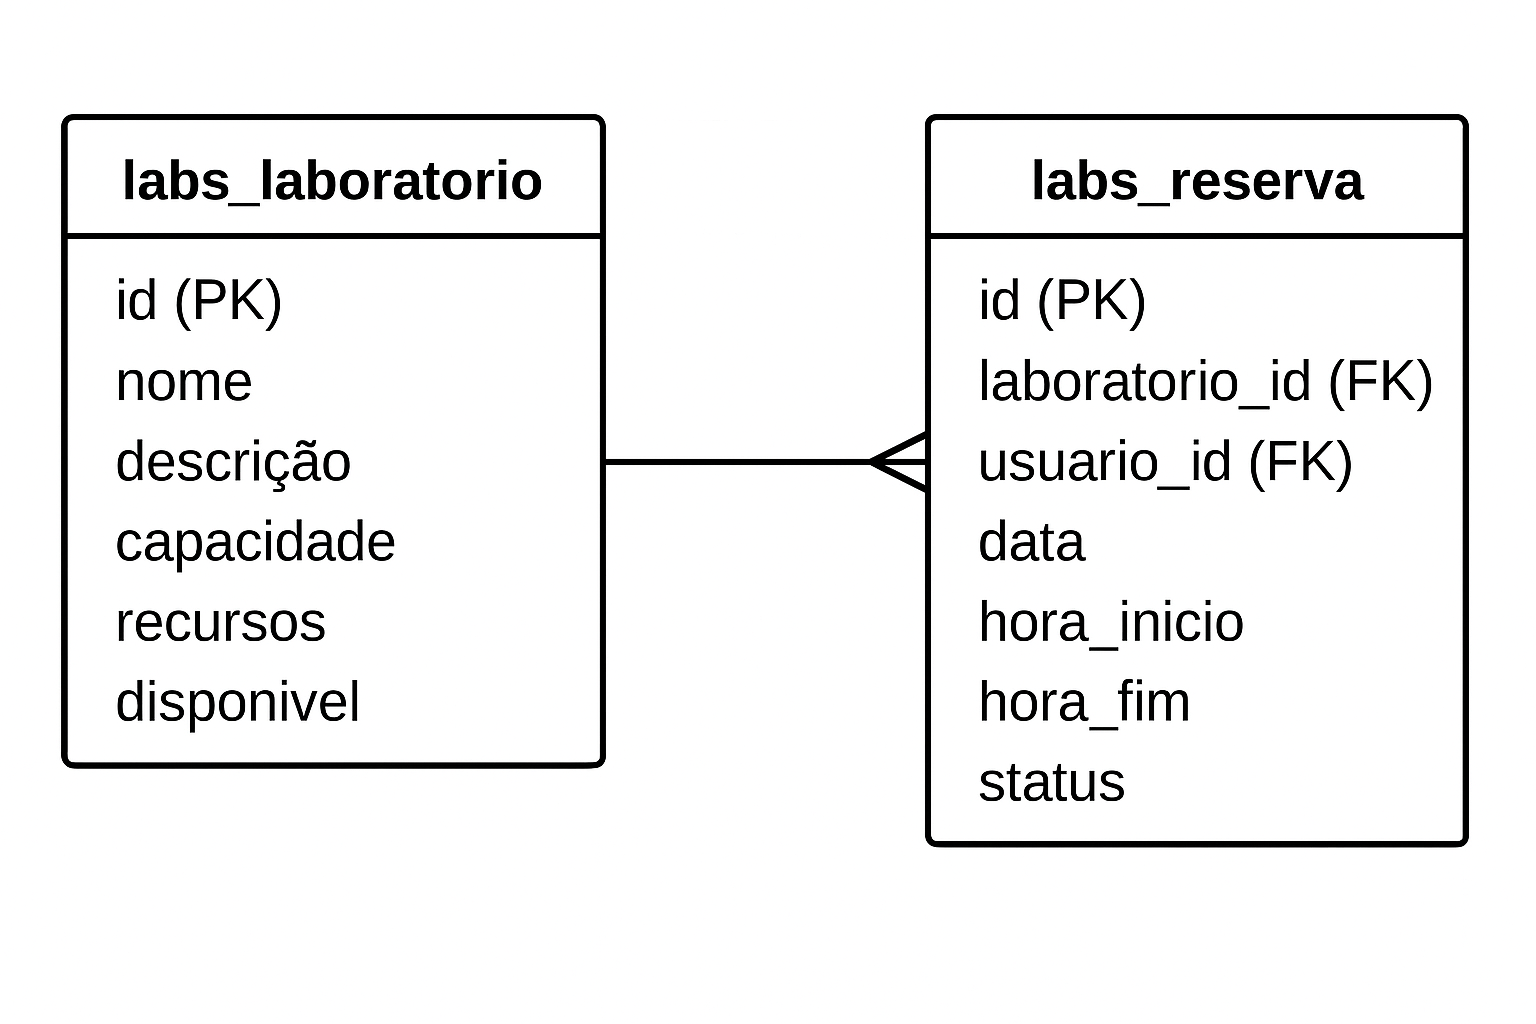 labs_laboratorio
id (PK)
nome
descrição
capacidade
recursos
disponivel
labs_reserva
id (PK)
laboratorio_id (FK)
usuario_id (FK)
data
hora_inicio
hora_fim
status